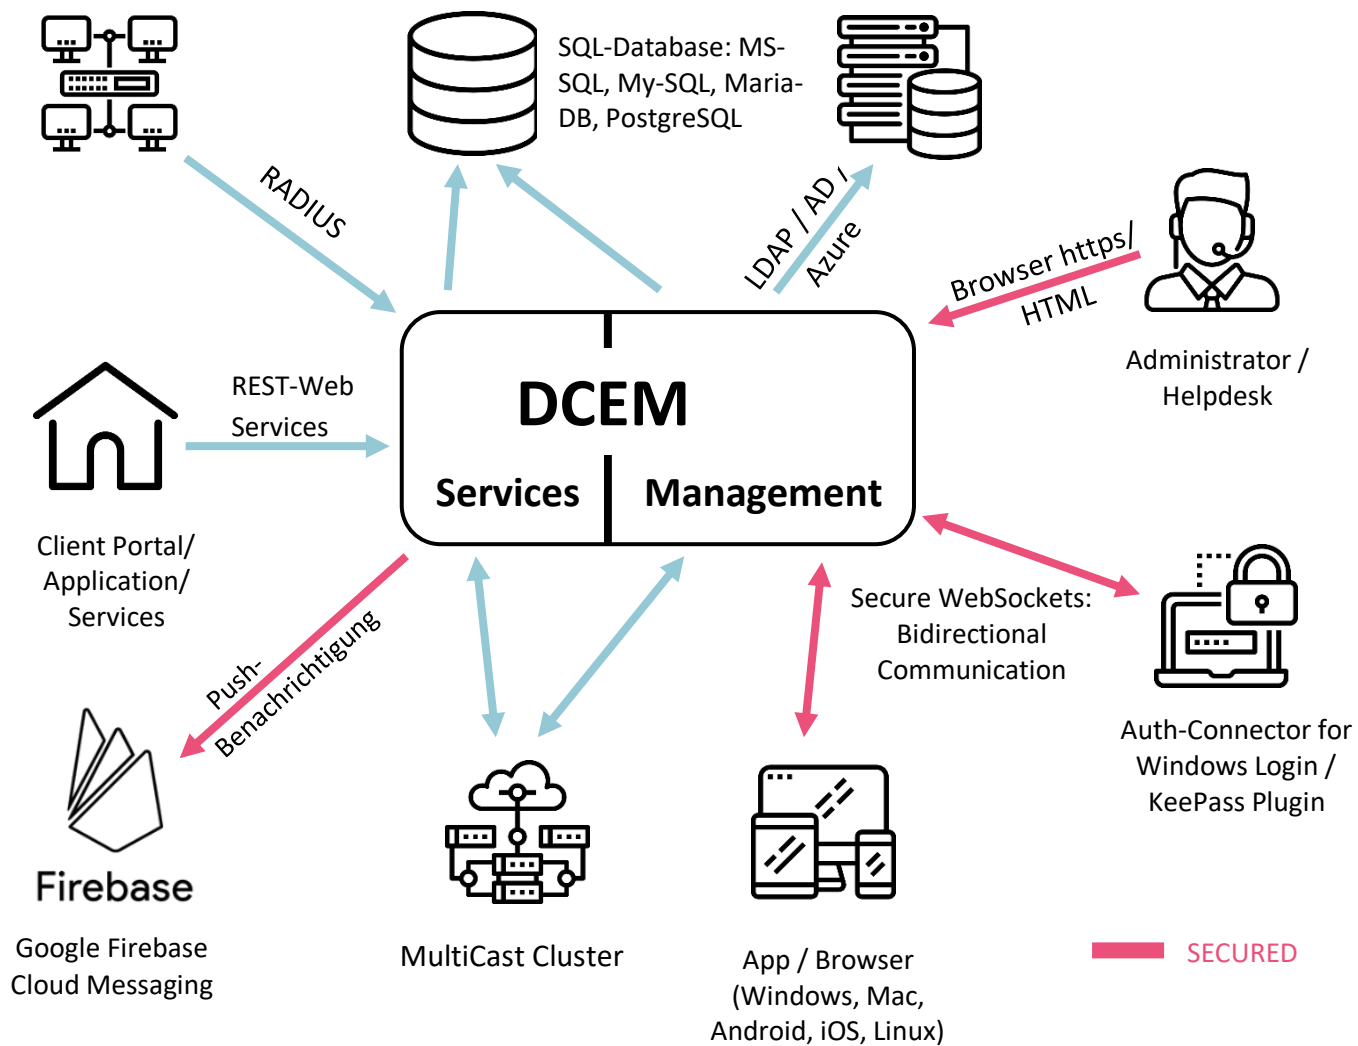 SQL-Database: MS-
SQL, My-SQL, Maria-
DB, PostgreSQL
RADIUS
LDAP / AD /
Azure
Browser https/
HTML
Administrator /
Helpdesk
REST-Web
Services
DCEM
Services
Management
Client Portal/
Application/
Services
Push-
Benachrichtigung
Secure WebSockets:
Bidirectional
Communication
Auth-Connector for
Windows Login /
KeePass Plugin
Firebase
Google Firebase
Cloud Messaging
MultiCast Cluster
App / Browser
(Windows, Mac,
Android, iOS, Linux)
SECURED